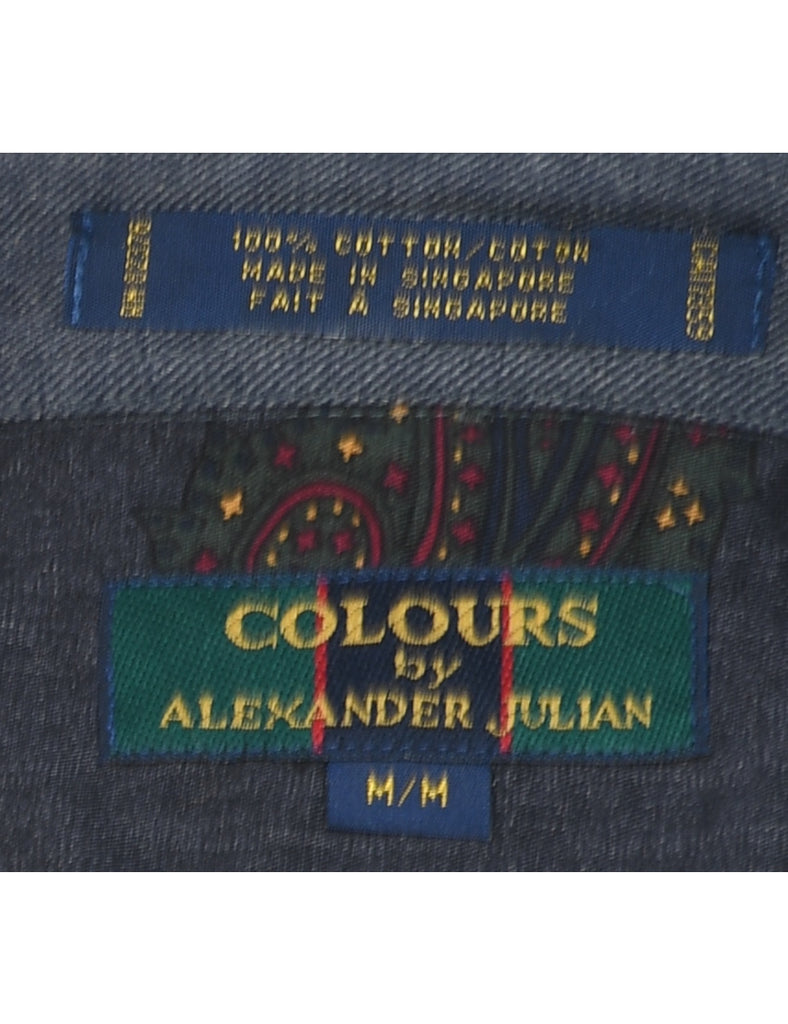 100% COTTON/COTON
MADE IN SINGAPORE
FAIT À SINGAPORE
COLOURS
by
ALEXANDER JULIAN
M/M